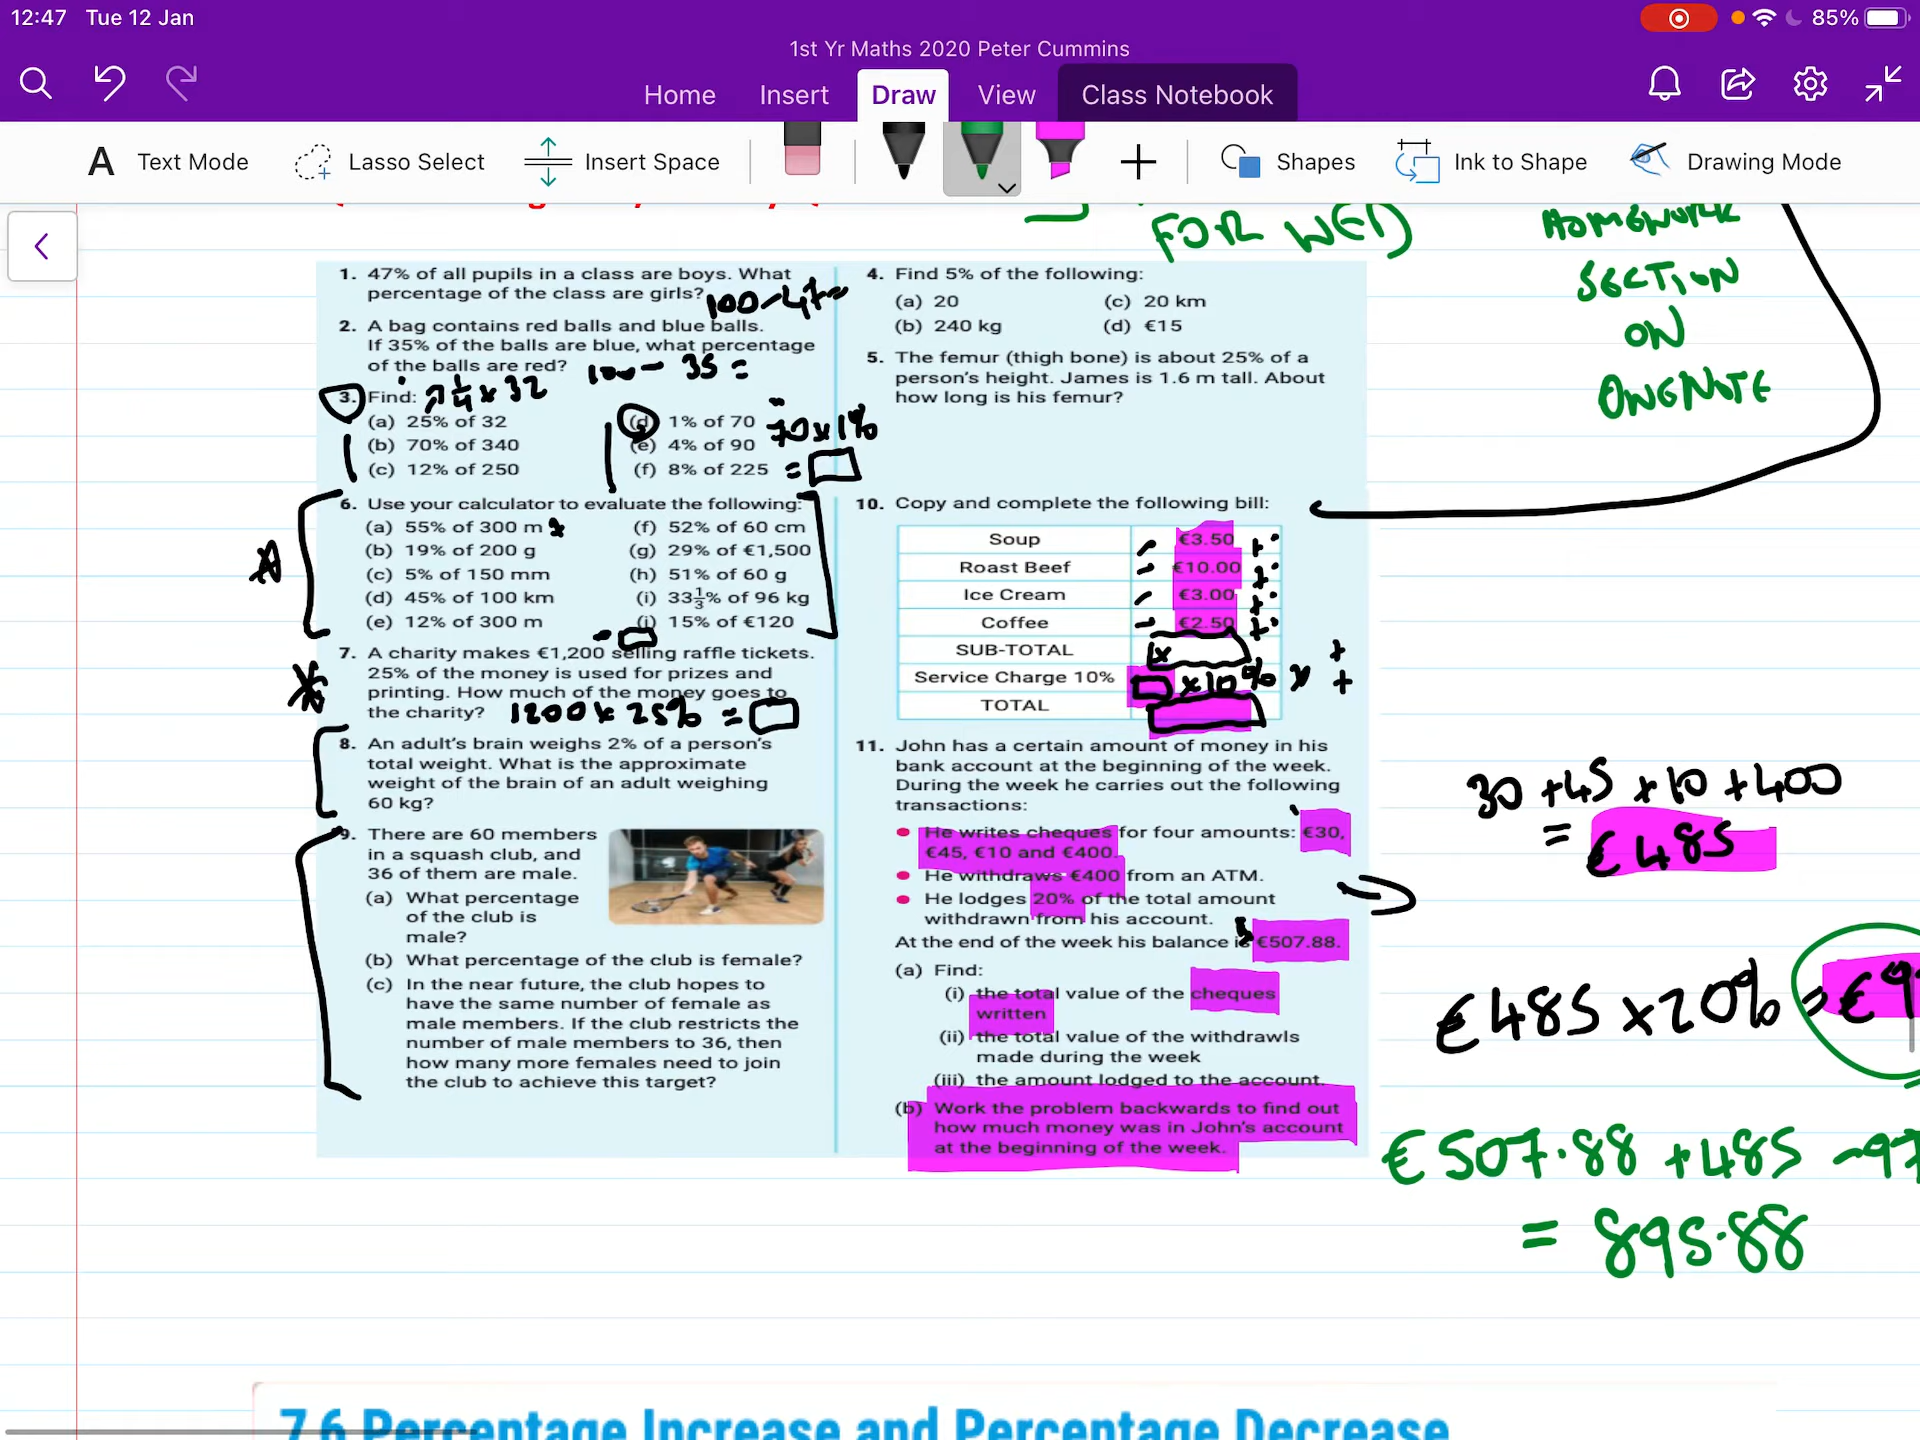 12:47 Tue 12 Jan
85%
1st Yr Maths 2020 Peter Cummins
Home Insert Draw View Class Notebook
A Text Mode Lasso Select Insert Space Shapes Ink to Shape Drawing Mode
FOR WED
HOMEWORK
SECTION
ON
ONENOTE
1. 47% of all pupils in a class are boys. What
percentage of the class are girls?
100-47=
2. A bag contains red balls and blue balls.
If 35% of the balls are blue, what percentage
of the balls are red?
100 - 35 =
3. Find:
1/4 x 32
(a) 25% of 32
(b) 70% of 340
(c) 12% of 250
(d) 1% of 70
70 x 1%
(e) 4% of 90
(f) 8% of 225
=
4. Find 5% of the following:
(a) 20
(c) 20 km
(b) 240 kg
(d) €15
5. The femur (thigh bone) is about 25% of a
person's height. James is 1.6 m tall. About
how long is his femur?
6. Use your calculator to evaluate the following:
(a) 55% of 300 m
(b) 19% of 200 g
(c) 5% of 150 mm
(d) 45% of 100 km
(e) 12% of 300 m
(f) 52% of 60 cm
(g) 29% of €1,500
(h) 51% of 60 g
(i) 33⅓% of 96 kg
(j) 15% of €120
7. A charity makes €1,200 selling raffle tickets.
25% of the money is used for prizes and
printing. How much of the money goes to
the charity?
1200 x 25% =
8. An adult's brain weighs 2% of a person's
total weight. What is the approximate
weight of the brain of an adult weighing
60 kg?
9. There are 60 members
in a squash club, and
36 of them are male.
(a) What percentage
of the club is
male?
(b) What percentage of the club is female?
(c) In the near future, the club hopes to
have the same number of female as
male members. If the club restricts the
number of male members to 36, then
how many more females need to join
the club to achieve this target?
10. Copy and complete the following bill:
Soup €3.50 +
Roast Beef €10.00 +
Ice Cream €3.00 +
Coffee €2.50 +
SUB-TOTAL +
Service Charge 10% x 10% +
TOTAL
11. John has a certain amount of money in his
bank account at the beginning of the week.
During the week he carries out the following
transactions:
• He writes cheques for four amounts: €30,
€45, €10 and €400.
• He withdraws €400 from an ATM.
• He lodges 20% of the total amount
withdrawn from his account.
At the end of the week his balance is €507.88.
(a) Find:
(i) the total value of the cheques
written
(ii) the total value of the withdrawls
made during the week
(iii) the amount lodged to the account.
(b) Work the problem backwards to find out
how much money was in John's account
at the beginning of the week.
30 +45 +10 +400
= €485
€485 x 20% = €9
€507.88 +485 -97
= 895.88
7.6 Percentage Increase and Percentage Decrease